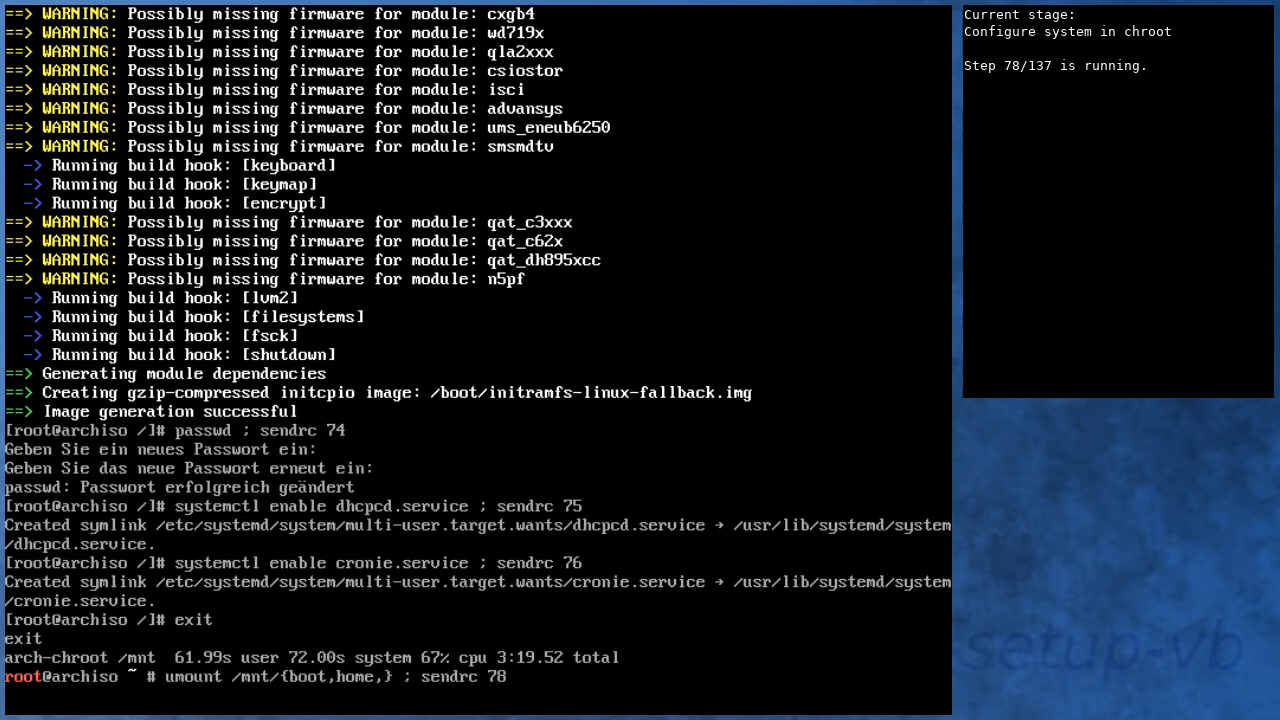 ==> WARNING: Possibly missing firmware for module: cxgb4
==> WARNING: Possibly missing firmware for module: wd719x
==> WARNING: Possibly missing firmware for module: qla2xxx
==> WARNING: Possibly missing firmware for module: csiostor
==> WARNING: Possibly missing firmware for module: isci
==> WARNING: Possibly missing firmware for module: advansys
==> WARNING: Possibly missing firmware for module: ums_eneub6250
==> WARNING: Possibly missing firmware for module: smsmdtv
  -> Running build hook: [keyboard]
  -> Running build hook: [keymap]
  -> Running build hook: [encrypt]
==> WARNING: Possibly missing firmware for module: qat_c3xxx
==> WARNING: Possibly missing firmware for module: qat_c62x
==> WARNING: Possibly missing firmware for module: qat_dh895xcc
==> WARNING: Possibly missing firmware for module: n5pf
  -> Running build hook: [lvm2]
  -> Running build hook: [filesystems]
  -> Running build hook: [fsck]
  -> Running build hook: [shutdown]
==> Generating module dependencies
==> Creating gzip-compressed initcpio image: /boot/initramfs-linux-fallback.img
==> Image generation successful
[root@archiso /]# passwd ; sendrc 74
Geben Sie ein neues Passwort ein:
Geben Sie das neue Passwort erneut ein:
passwd: Passwort erfolgreich geändert
[root@archiso /]# systemctl enable dhcpcd.service ; sendrc 75
Created symlink /etc/systemd/system/multi-user.target.wants/dhcpcd.service → /usr/lib/systemd/system
/dhcpcd.service.
[root@archiso /]# systemctl enable cronie.service ; sendrc 76
Created symlink /etc/systemd/system/multi-user.target.wants/cronie.service → /usr/lib/systemd/system
/cronie.service.
[root@archiso /]# exit
exit
arch-chroot /mnt  61.99s user 72.00s system 67% cpu 3:19.52 total
root@archiso ~ # umount /mnt/{boot,home,} ; sendrc 78
Current stage:
Configure system in chroot
Step 78/137 is running.
-setup-vb